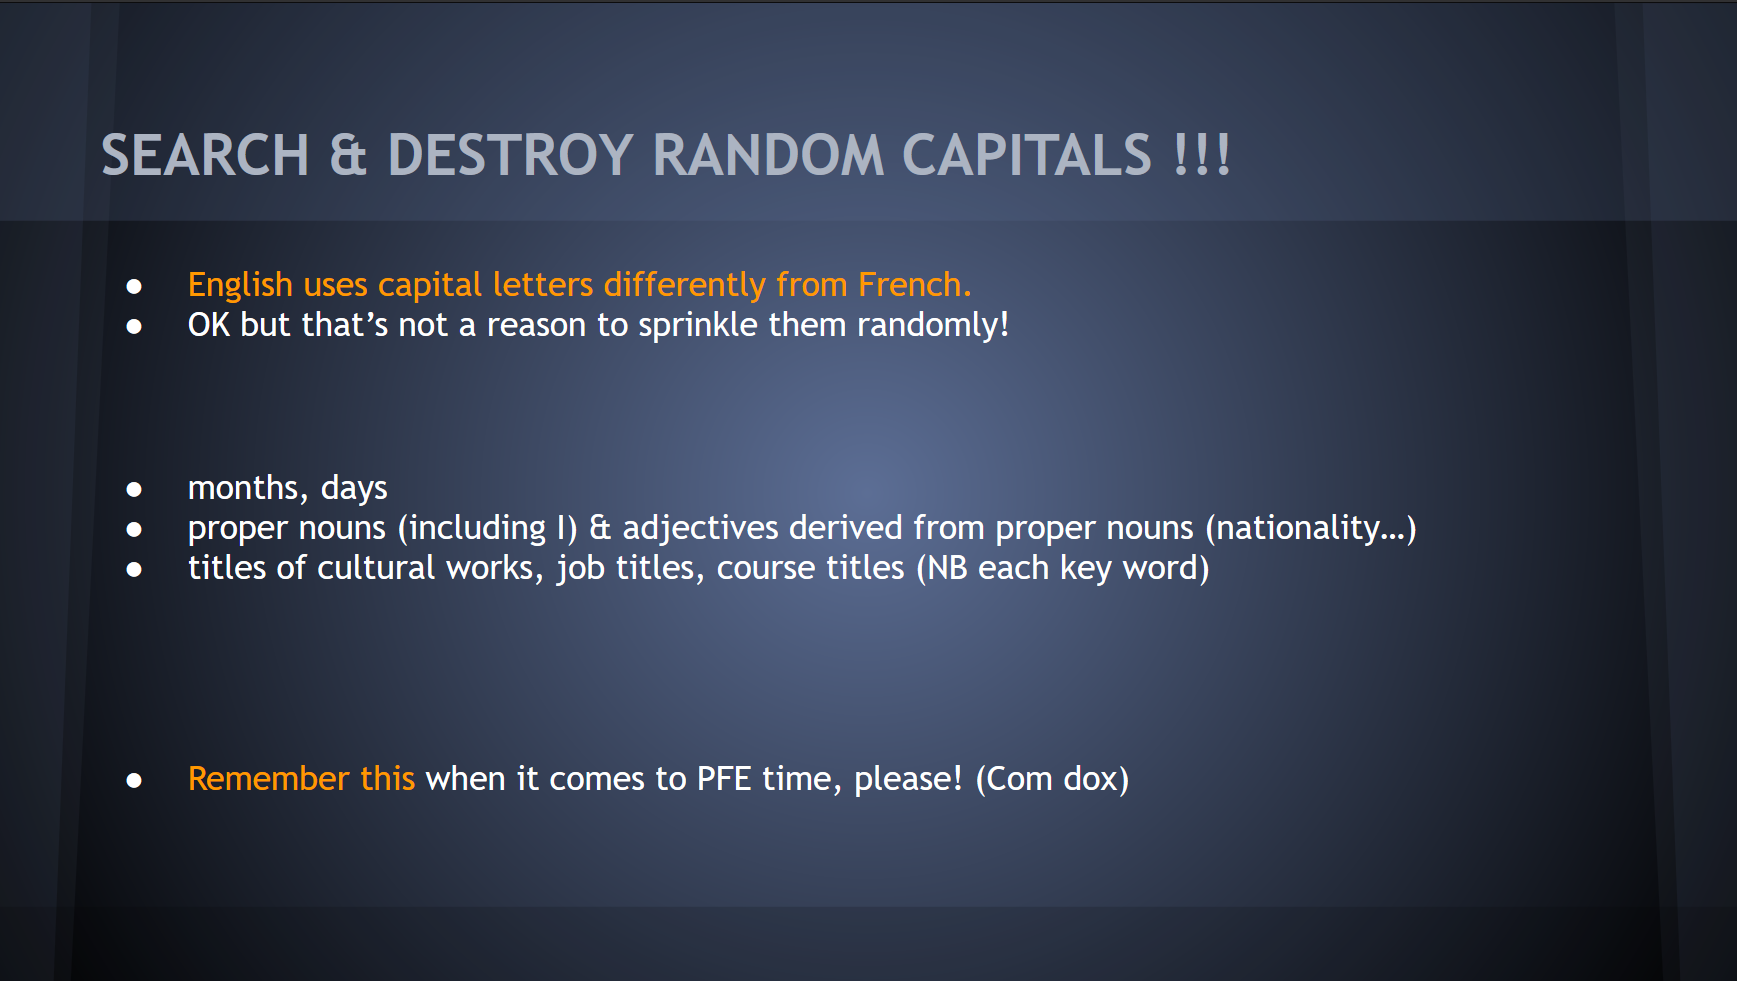 SEARCH & DESTROY RANDOM CAPITALS !!!
● English uses capital letters differently from French.
● OK but that’s not a reason to sprinkle them randomly!
● months, days
● proper nouns (including I) & adjectives derived from proper nouns (nationality…)
● titles of cultural works, job titles, course titles (NB each key word)
● Remember this when it comes to PFE time, please! (Com dox)